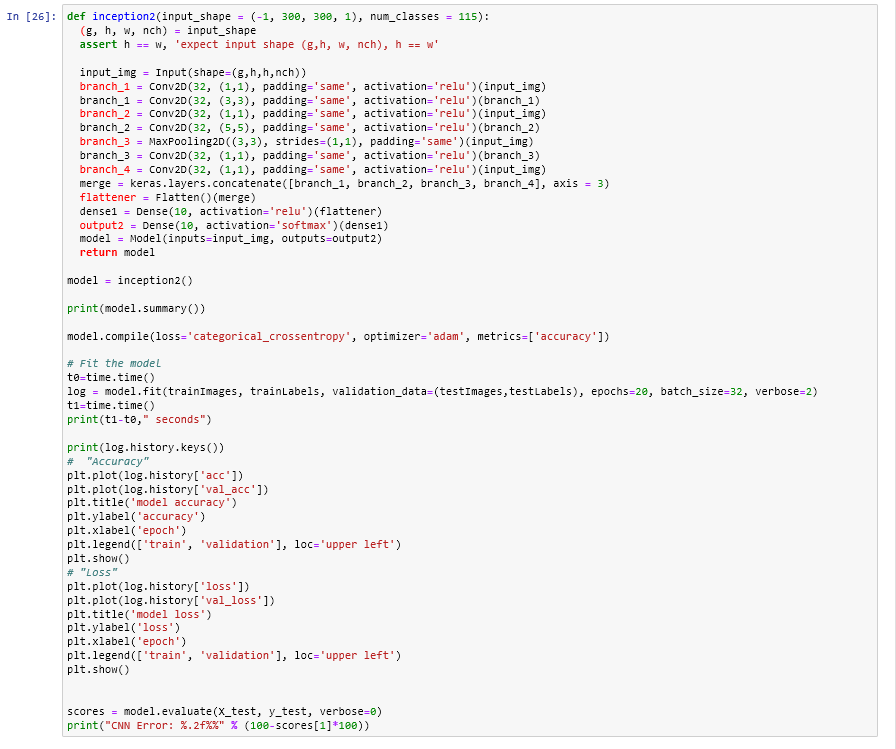 In [26]: def inception2(input_shape = (-1, 300, 300, 1), num_classes = 115):
(g, h, w, nch) = input_shape
assert h == w, 'expect input shape (g,h, w, nch), h == w'
input_img = Input(shape=(g,h,h,nch))
branch_1 = Conv2D(32, (1,1), padding='same', activation='relu')(input_img)
branch_1 = Conv2D(32, (3,3), padding='same', activation='relu')(branch_1)
branch_2 = Conv2D(32, (1,1), padding='same', activation='relu')(input_img)
branch_2 = Conv2D(32, (5,5), padding='same', activation='relu')(branch_2)
branch_3 = MaxPooling2D((3,3), strides=(1,1), padding='same')(input_img)
branch_3 = Conv2D(32, (1,1), padding='same', activation='relu')(branch_3)
branch_4 = Conv2D(32, (1,1), padding='same', activation='relu')(input_img)
merge = keras.layers.concatenate([branch_1, branch_2, branch_3, branch_4], axis = 3)
flattener = Flatten()(merge)
dense1 = Dense(10, activation='relu')(flattener)
output2 = Dense(10, activation='softmax')(dense1)
model = Model(inputs=input_img, outputs=output2)
return model
model = inception2()
print(model.summary())
model.compile(loss='categorical_crossentropy', optimizer='adam', metrics=['accuracy'])
# Fit the model
t0=time.time()
log = model.fit(trainImages, trainLabels, validation_data=(testImages,testLabels), epochs=20, batch_size=32, verbose=2)
t1=time.time()
print(t1-t0," seconds")
print(log.history.keys())
#  "Accuracy"
plt.plot(log.history['acc'])
plt.plot(log.history['val_acc'])
plt.title('model accuracy')
plt.ylabel('accuracy')
plt.xlabel('epoch')
plt.legend(['train', 'validation'], loc='upper left')
plt.show()
# "Loss"
plt.plot(log.history['loss'])
plt.plot(log.history['val_loss'])
plt.title('model loss')
plt.ylabel('loss')
plt.xlabel('epoch')
plt.legend(['train', 'validation'], loc='upper left')
plt.show()
scores = model.evaluate(X_test, y_test, verbose=0)
print("CNN Error: %.2f%%" % (100-scores[1]*100))